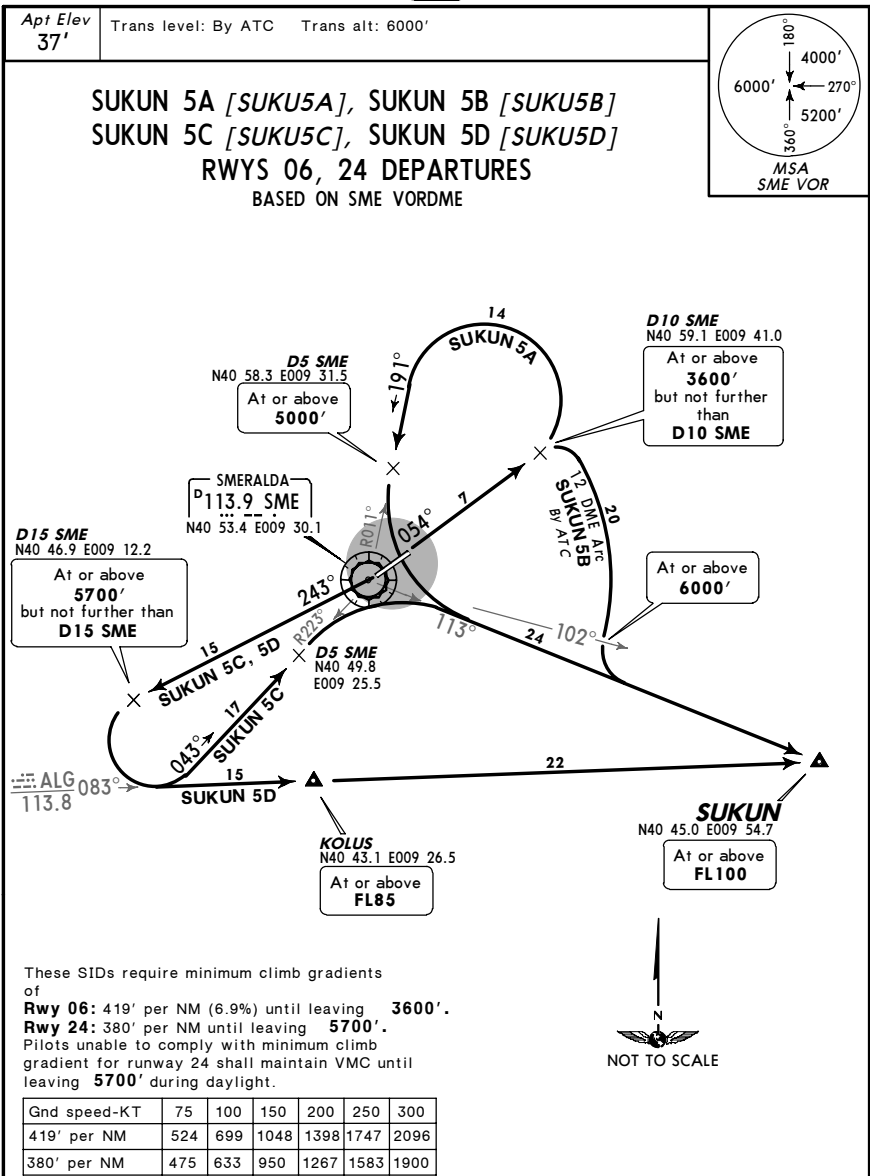 Apt Elev
37'
Trans level: By ATC Trans alt: 6000'
180°
4000'
6000'
270°
5200'
360°
MSA
SME VOR
SUKUN 5A [SUKU5A], SUKUN 5B [SUKU5B]
SUKUN 5C [SUKU5C], SUKUN 5D [SUKU5D]
RWYS 06, 24 DEPARTURES
BASED ON SME VORDME
14
SUKUN 5A
191°
D5 SME
N40 58.3 E009 31.5
At or above
5000'
D10 SME
N40 59.1 E009 41.0
At or above
3600'
but not further
than
D10 SME
SMERALDA
D 113.9 SME
N40 53.4 E009 30.1
R011°
054°
7
20
12 DME Arc
SUKUN 5B
By ATC
At or above
6000'
D15 SME
N40 46.9 E009 12.2
At or above
5700'
but not further than
D15 SME
243°
15
SUKUN 5C, 5D
R223°
D5 SME
N40 49.8
E009 25.5
113°
24
102°
043°
17
SUKUN 5C
ALG
113.8
083°
15
SUKUN 5D
22
KOLUS
N40 43.1 E009 26.5
At or above
FL85
SUKUN
N40 45.0 E009 54.7
At or above
FL100
These SIDs require minimum climb gradients
of
Rwy 06: 419' per NM (6.9%) until leaving 3600'.
Rwy 24: 380' per NM until leaving 5700'.
Pilots unable to comply with minimum climb
gradient for runway 24 shall maintain VMC until
leaving 5700' during daylight.
N
NOT TO SCALE
Gnd speed-KT 75 100 150 200 250 300
419' per NM 524 699 1048 1398 1747 2096
380' per NM 475 633 950 1267 1583 1900